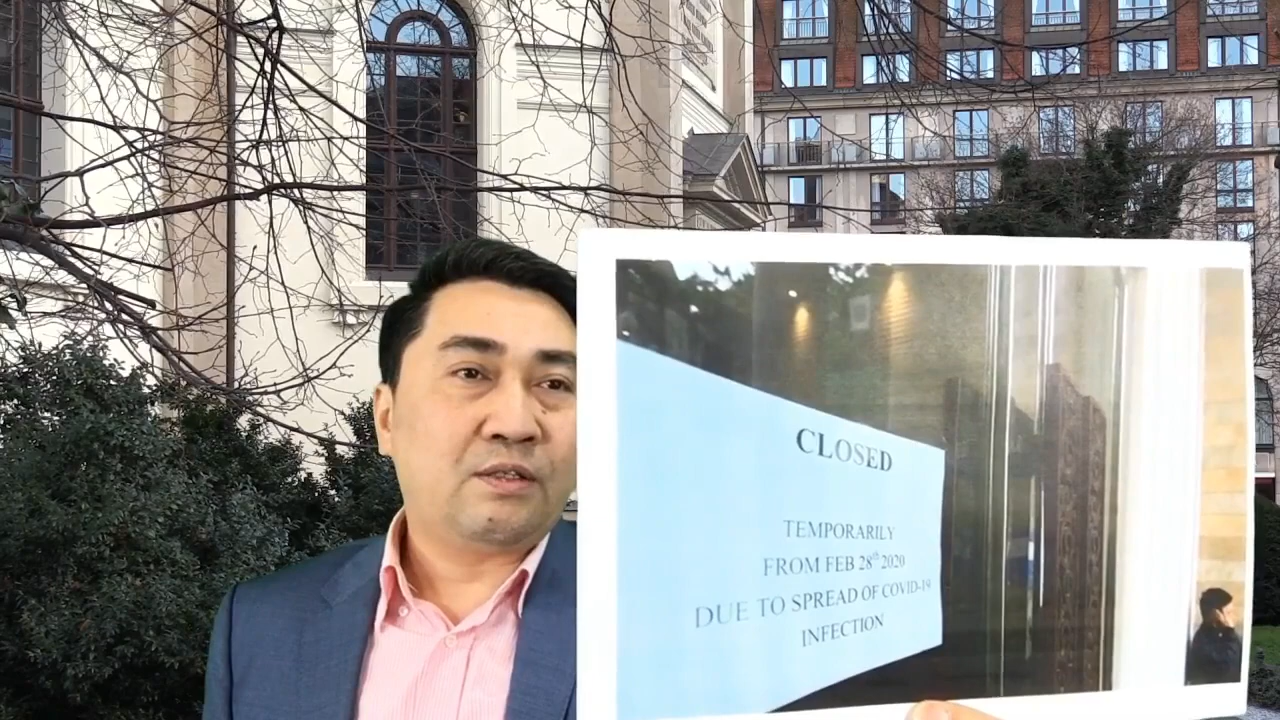 CLOSED
TEMPORARILY
FROM FEB 28th 2020
DUE TO SPREAD OF COVID-19
INFECTION